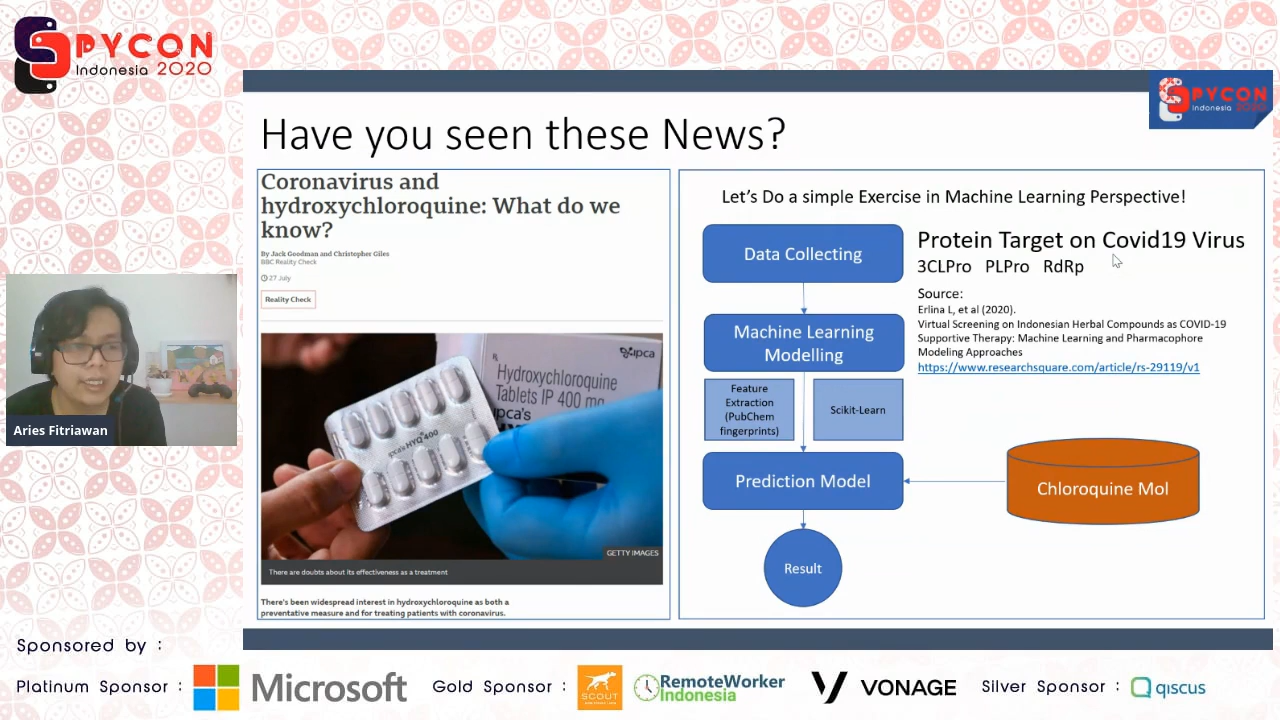 PYCON
Indonesia 2020
PYCON
Indonesia 2020
Have you seen these News?
Coronavirus and
hydroxychloroquine: What do we
know?
By Jack Goodman and Christopher Giles
BBC Reality Check
27 July
Reality Check
ipca
Hydroxychloroquine
Tablets IP 400 mg
ipca's
ipca's HYQ 400
GETTY IMAGES
There are doubts about its effectiveness as a treatment
There's been widespread interest in hydroxychloroquine as both a
preventative measure and for treating patients with coronavirus.
Let's Do a simple Exercise in Machine Learning Perspective!
Data Collecting
Machine Learning
Modelling
Feature
Extraction
(PubChem
fingerprints)
Scikit-Learn
Prediction Model
Result
Protein Target on Covid19 Virus
3CLPro PLPro RdRp
Source:
Erlina L, et al (2020).
Virtual Screening on Indonesian Herbal Compounds as COVID-19
Supportive Therapy: Machine Learning and Pharmacophore
Modeling Approaches
https://www.researchsquare.com/article/rs-29119/v1
Chloroquine Mol
Aries Fitriawan
Sponsored by :
Platinum Sponsor :
Microsoft
Gold Sponsor :
SCOUT
RemoteWorker
Indonesia
VONAGE
Silver Sponsor :
qiscus